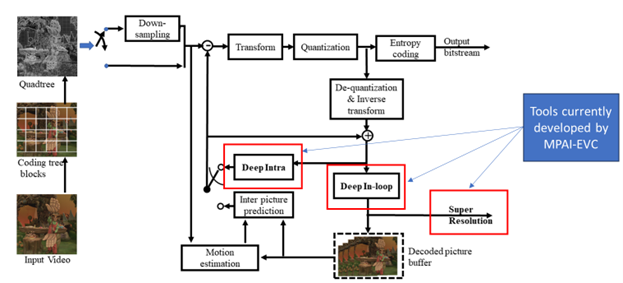 Down-
sampling
Transform
Quantization
Entropy
coding
Output
bitstream
Quadtree
De-quantization
& Inverse
transform
Tools currently
developed by
MPAI-EVC
Coding tree
blocks
Deep Intra
Deep In-loop
Inter picture
prediction
Super
Resolution
Motion
estimation
Decoded picture
buffer
Input Video